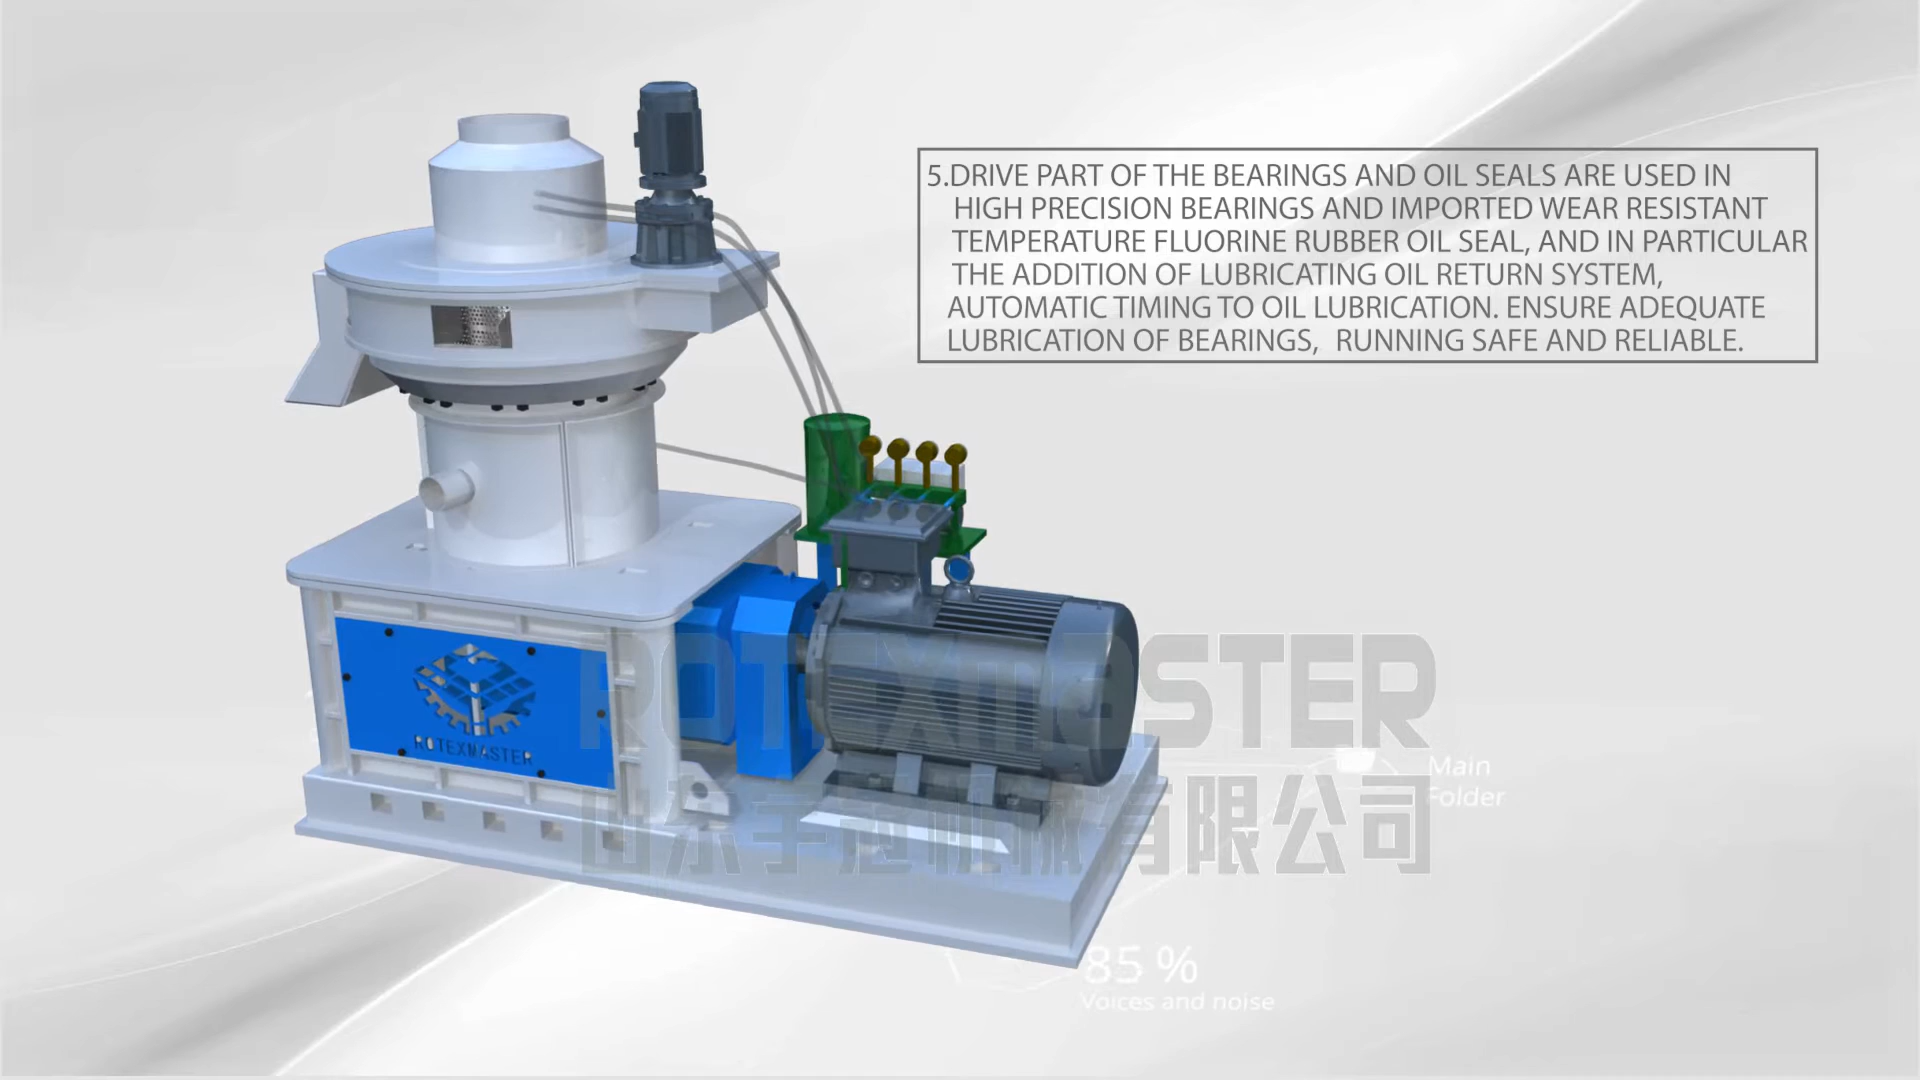 5.DRIVE PART OF THE BEARINGS AND OIL SEALS ARE USED IN
HIGH PRECISION BEARINGS AND IMPORTED WEAR RESISTANT
TEMPERATURE FLUORINE RUBBER OIL SEAL, AND IN PARTICULAR
THE ADDITION OF LUBRICATING OIL RETURN SYSTEM,
AUTOMATIC TIMING TO OIL LUBRICATION. ENSURE ADEQUATE
LUBRICATION OF BEARINGS, RUNNING SAFE AND RELIABLE.
ROTEXMASTER
ROTEXMASTER
有限公司
Main
Folder
85 %
Voices and noise